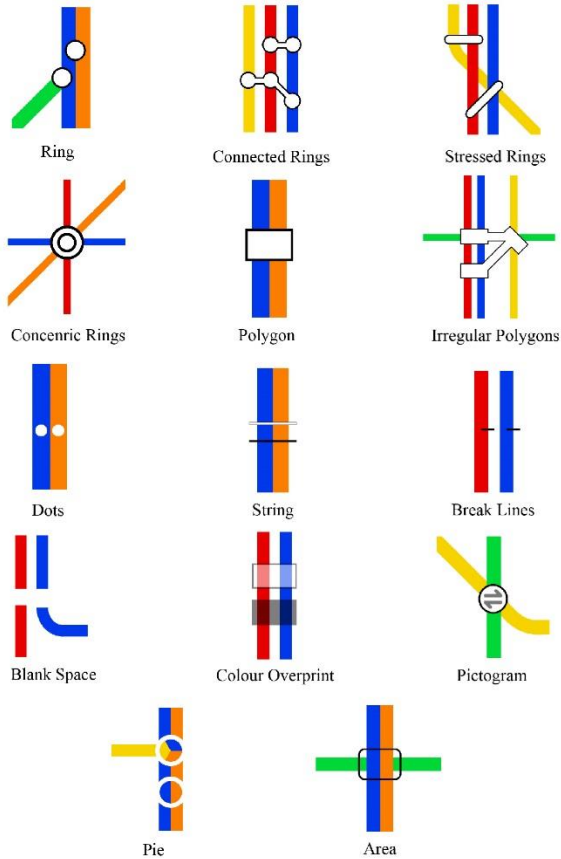 Ring
Connected Rings
Stressed Rings
Concenric Rings
Polygon
Irregular Polygons
Dots
String
Break Lines
Blank Space
Colour Overprint
Pictogram
Pie
Area